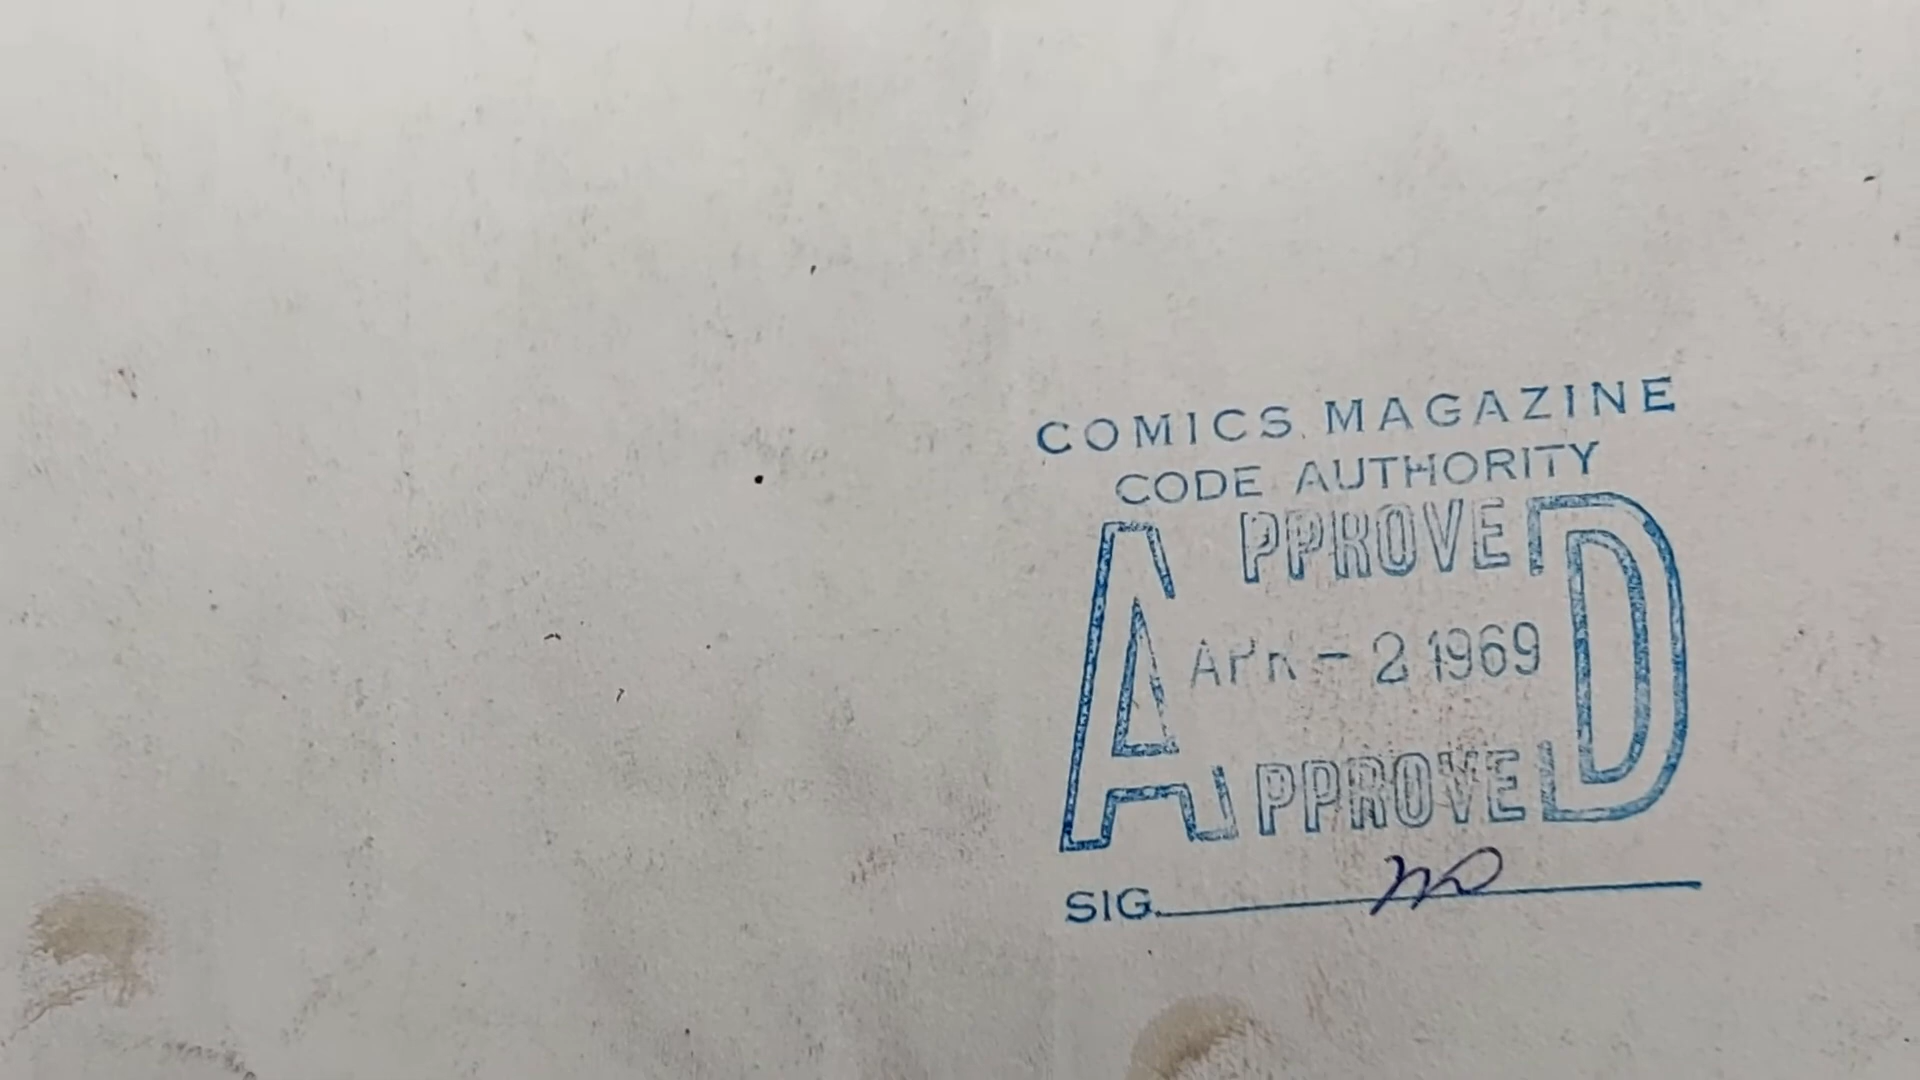 COMICS MAGAZINE
CODE AUTHORITY
APPROVED
APR - 2 1969
APPROVED
SIG.